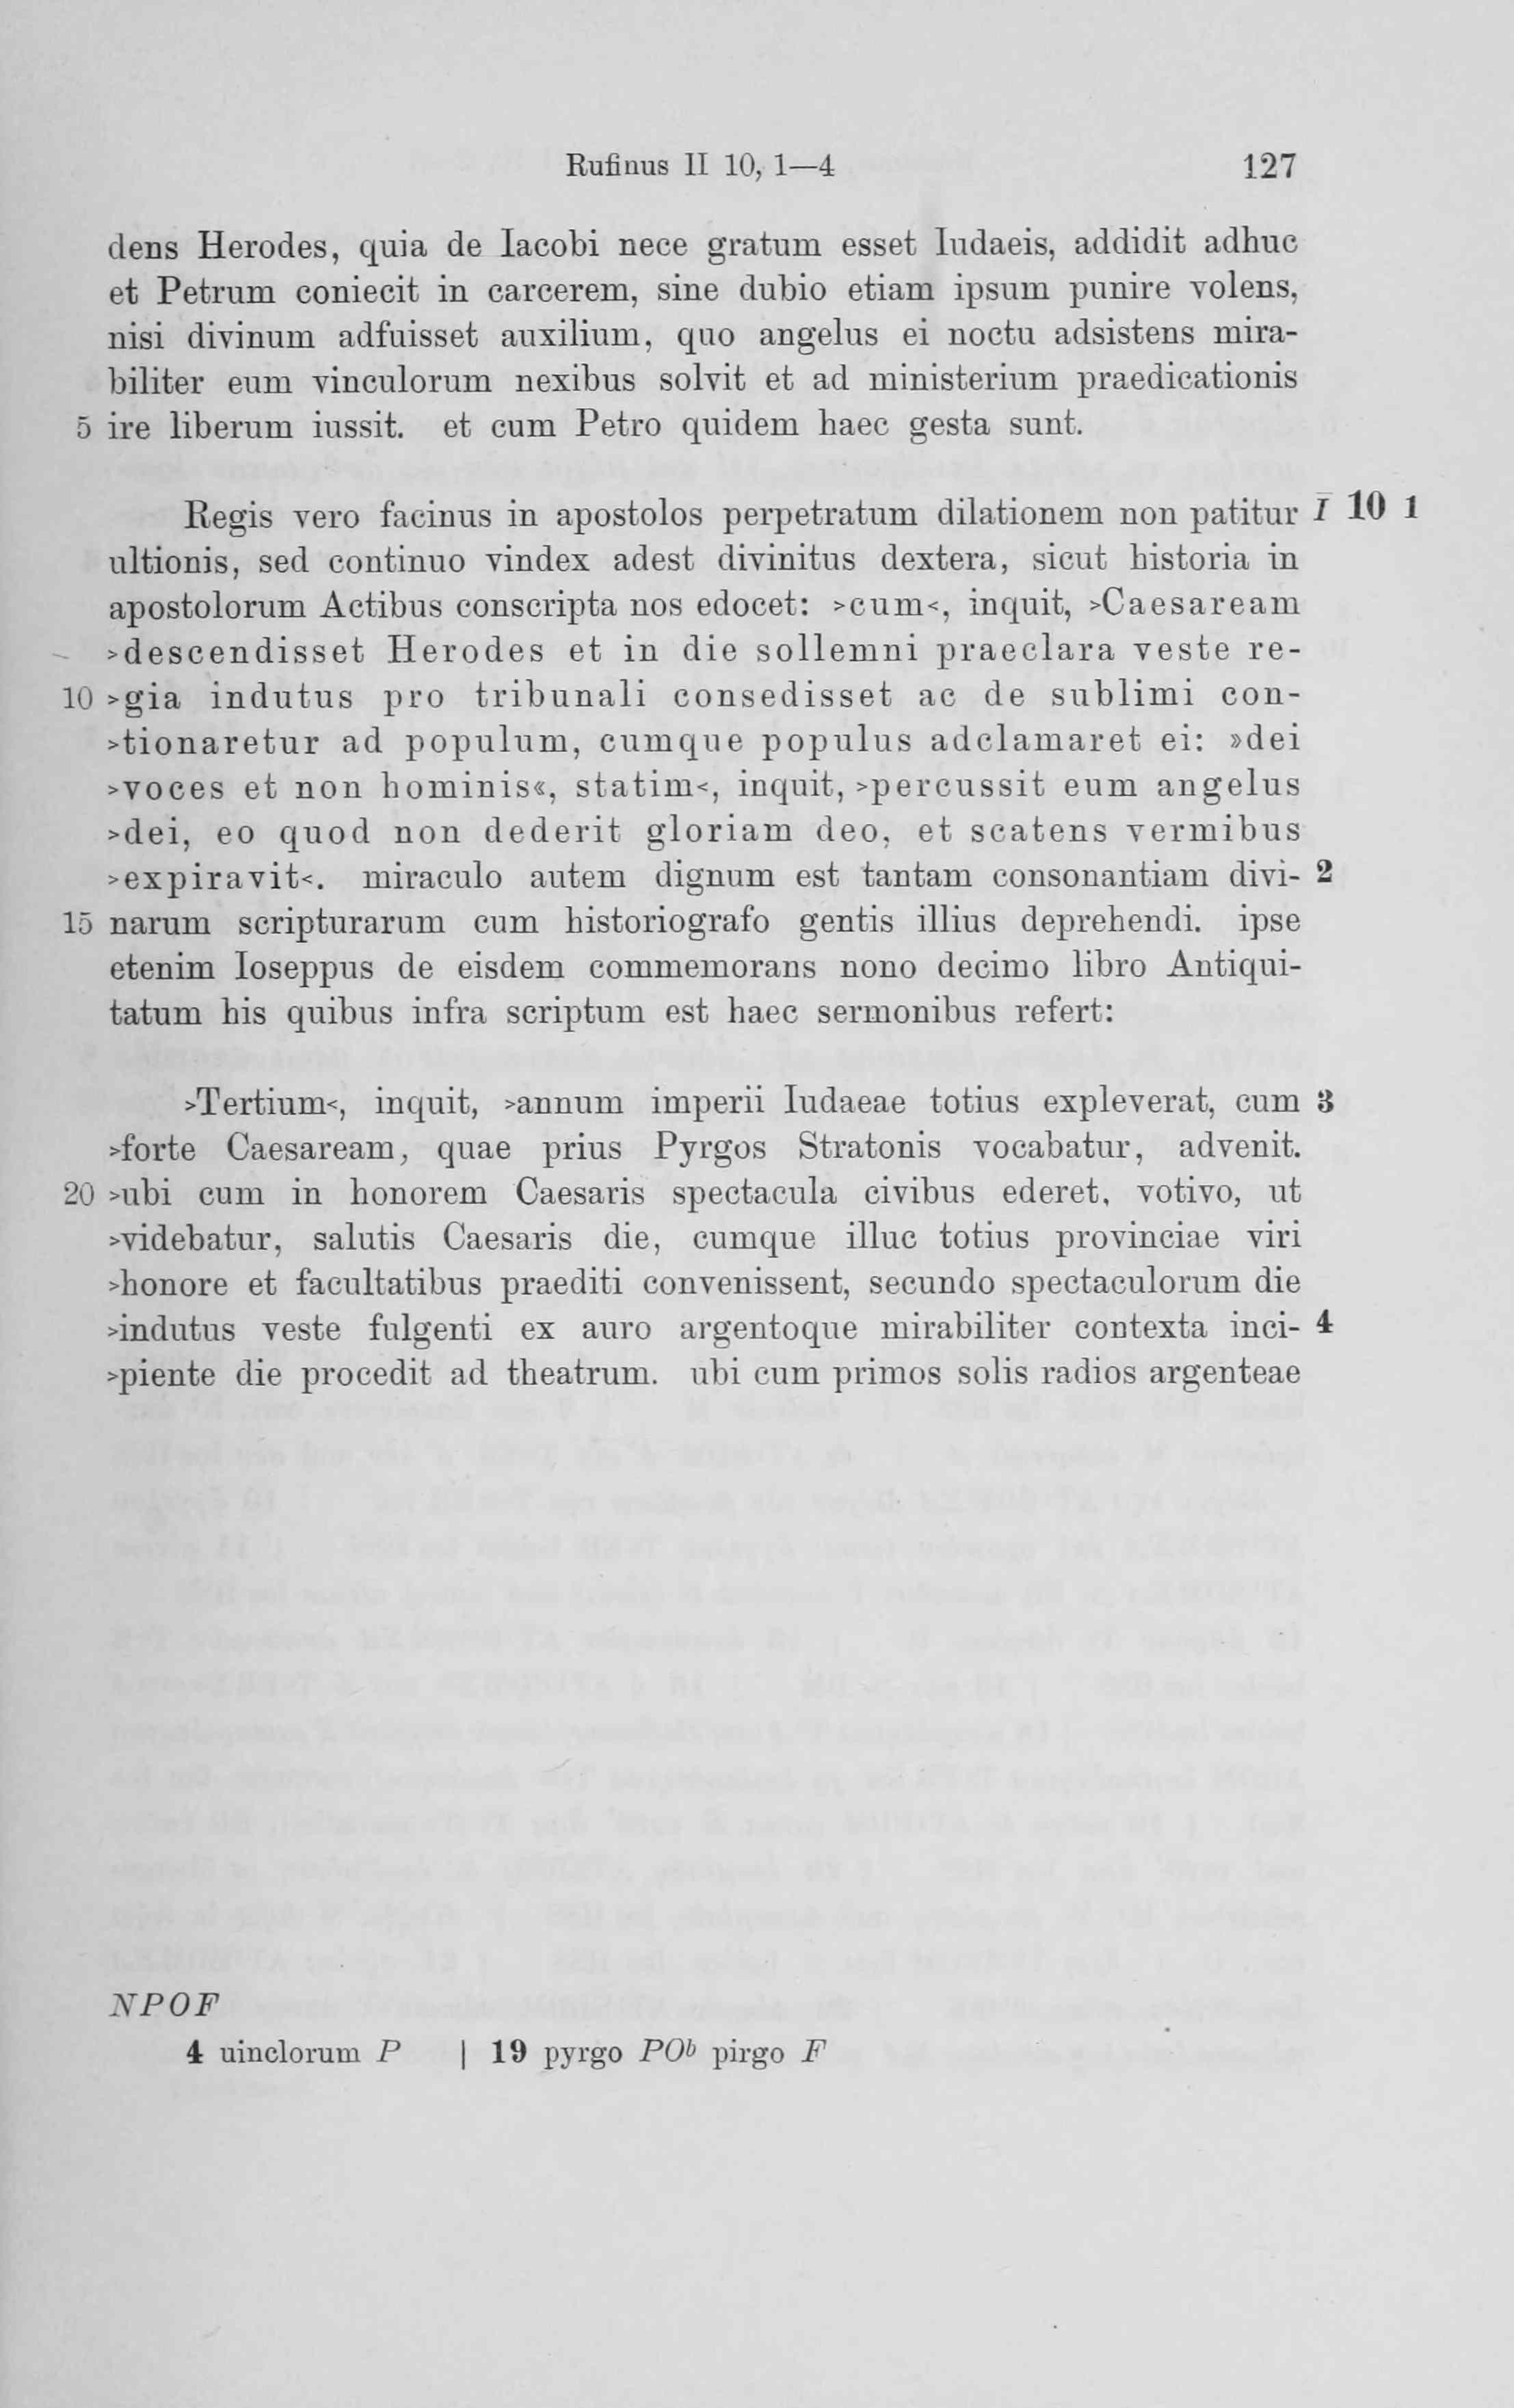 Rufinus II 10, 1—4 127
dens Herodes, quia de Iacobi nece gratum esset Iudaeis, addidit adhuc
et Petrum coniecit in carcerem, sine dubio etiam ipsum punire volens,
nisi divinum adfuisset auxilium, quo angelus ei noctu adsistens mira-
biliter eum vinculorum nexibus solvit et ad ministerium praedicationis
5 ire liberum iussit. et cum Petro quidem haec gesta sunt.
Regis vero facinus in apostolos perpetratum dilationem non patitur I 10 1
ultionis, sed continuo vindex adest divinitus dextera, sicut historia in
apostolorum Actibus conscripta nos edocet: >cum<, inquit, >Caesaream
>descendisset Herodes et in die sollemni praeclara veste re-
10 >gia indutus pro tribunali consedisset ac de sublimi con-
>tionaretur ad populum, cumque populus adclamaret ei: »dei
>voces et non hominis«, statim<, inquit, >percussit eum angelus
>dei, eo quod non dederit gloriam deo, et scatens vermibus
>expiravit<. miraculo autem dignum est tantam consonantiam divi- 2
15 narum scripturarum cum historiografo gentis illius deprehendi. ipse
etenim Ioseppus de eisdem commemorans nono decimo libro Antiqui-
tatum his quibus infra scriptum est haec sermonibus refert:
>Tertium<, inquit, >annum imperii Iudaeae totius expleverat, cum 3
>forte Caesaream, quae prius Pyrgos Stratonis vocabatur, advenit.
20 >ubi cum in honorem Caesaris spectacula civibus ederet, votivo, ut
>videbatur, salutis Caesaris die, cumque illuc totius provinciae viri
>honore et facultatibus praediti convenissent, secundo spectaculorum die
>indutus veste fulgenti ex auro argentoque mirabiliter contexta inci- 4
>piente die procedit ad theatrum. ubi cum primos solis radios argenteae
NPOF
4 uinclorum P | 19 pyrgo POᵇ pirgo F